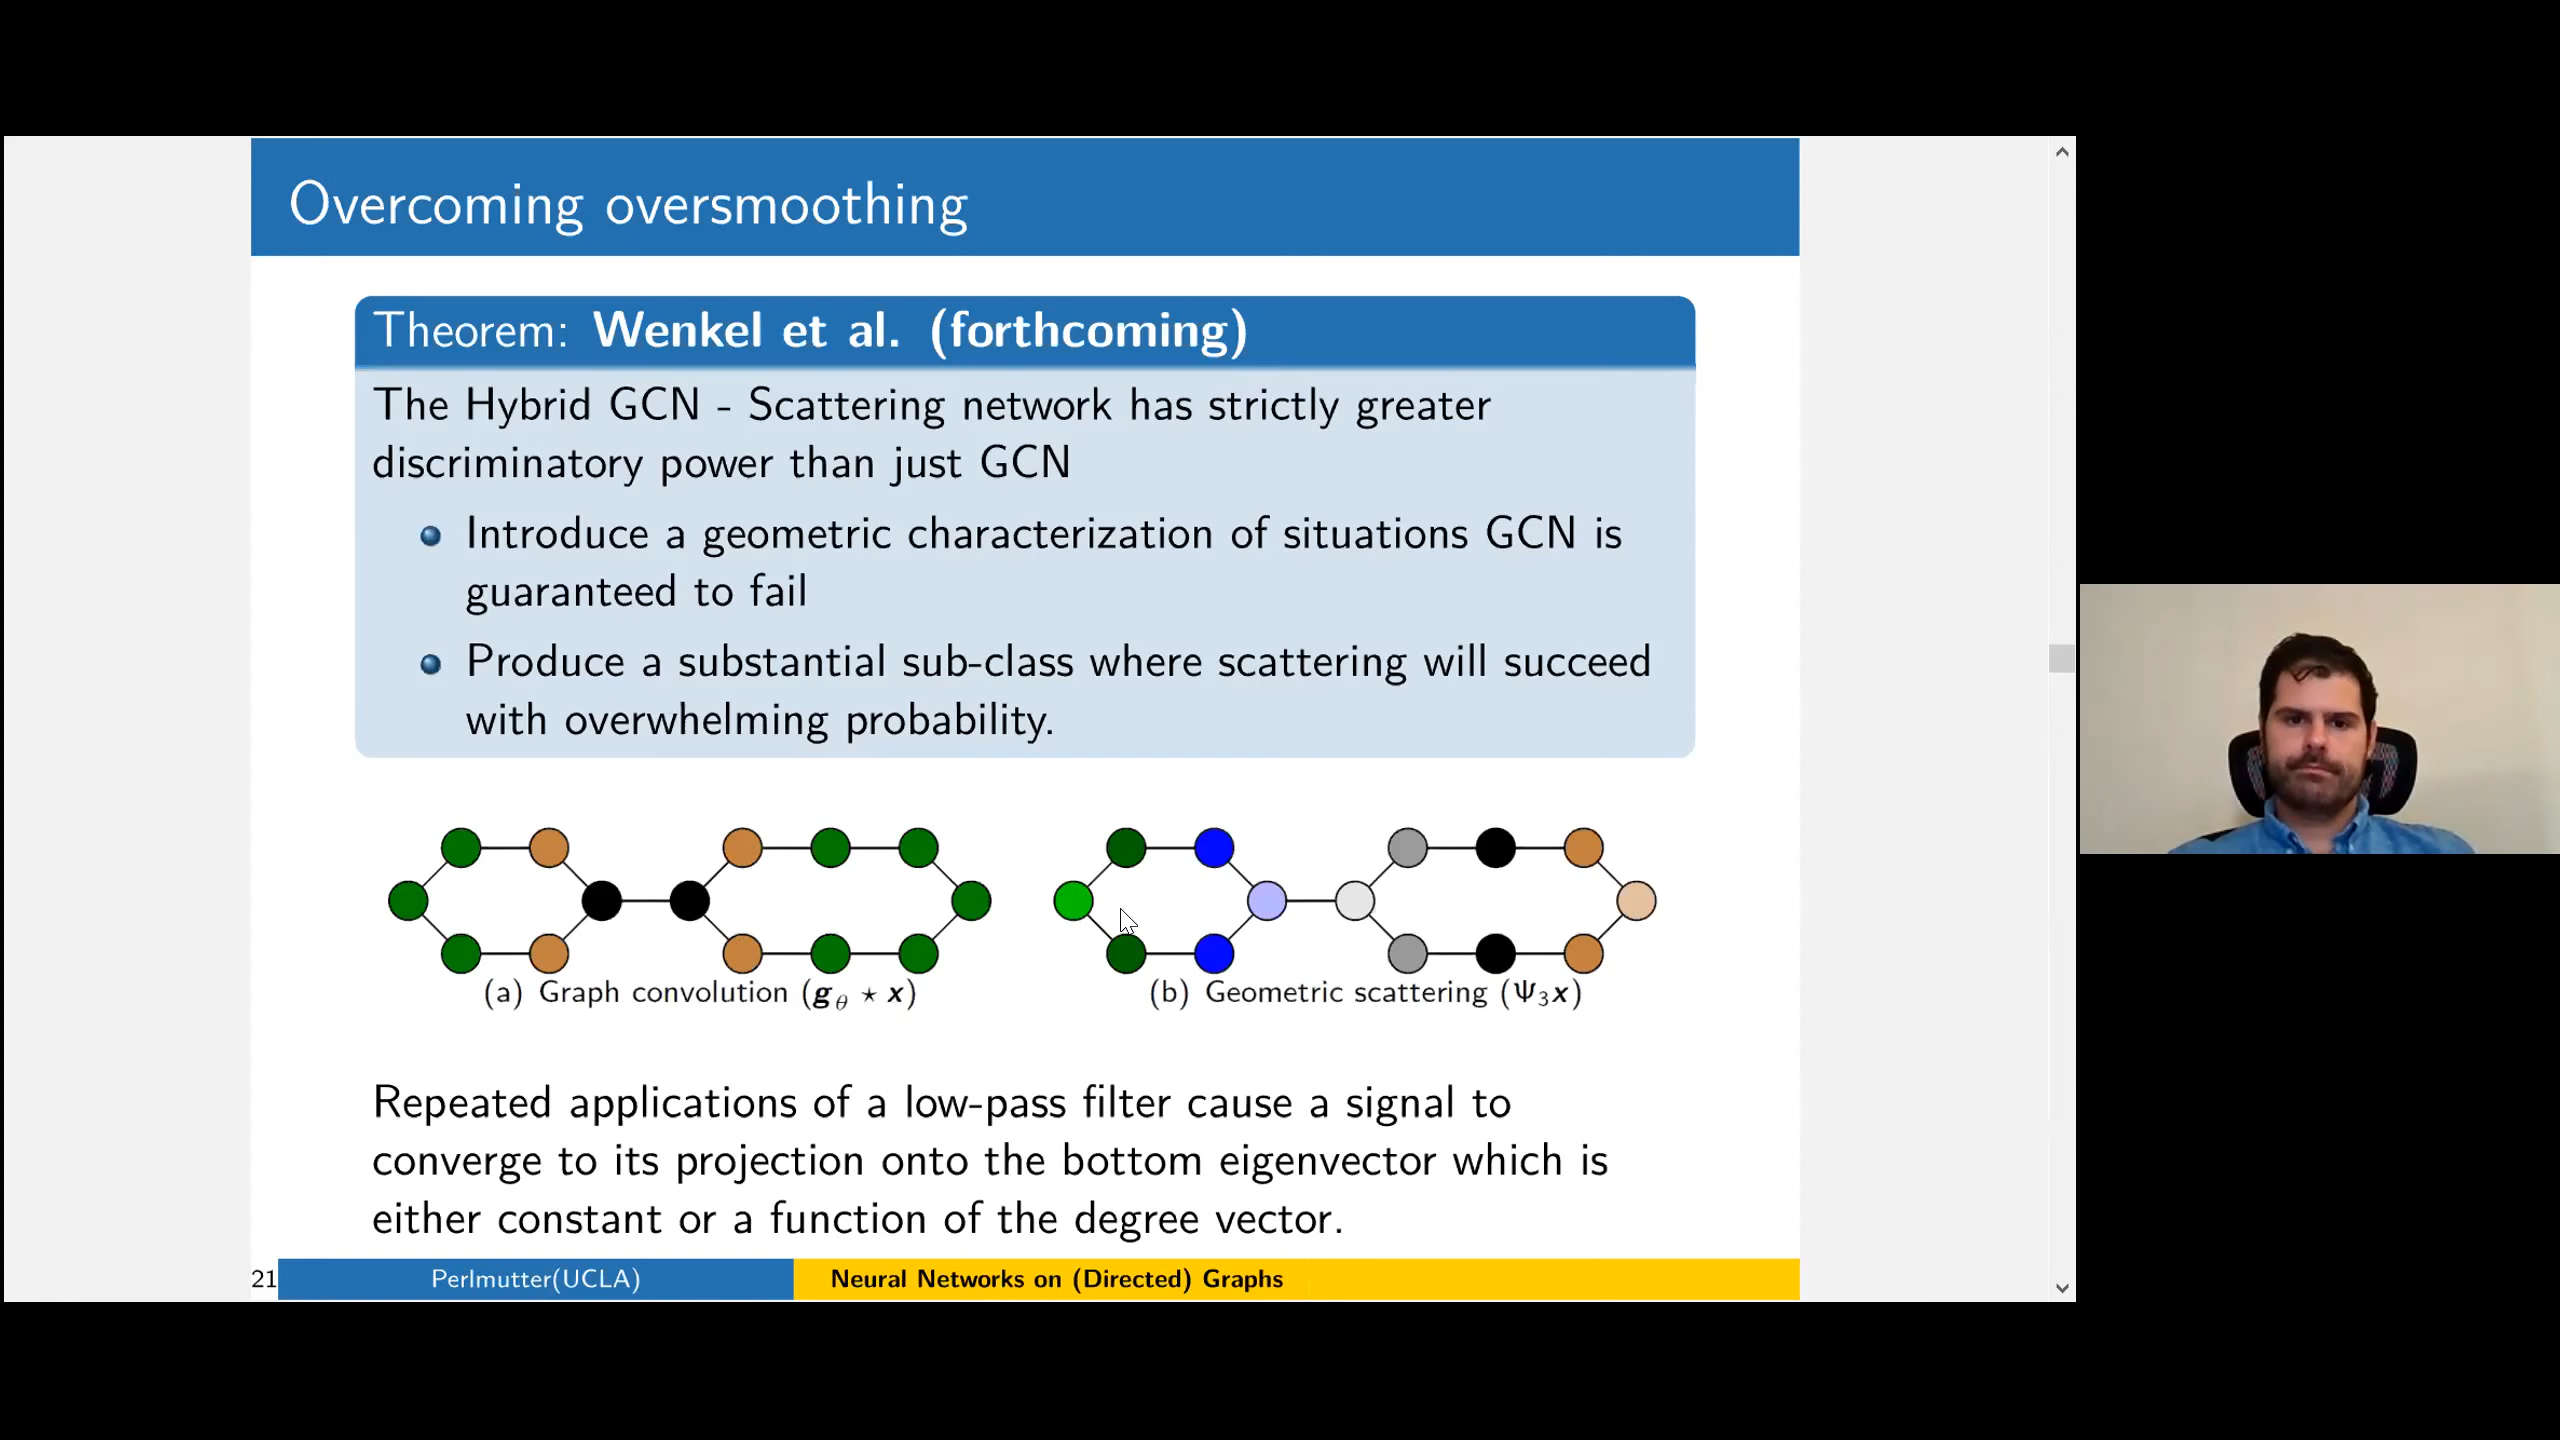 Overcoming oversmoothing
Theorem: Wenkel et al. (forthcoming)
The Hybrid GCN - Scattering network has strictly greater
discriminatory power than just GCN
Introduce a geometric characterization of situations GCN is
guaranteed to fail
Produce a substantial sub-class where scattering will succeed
with overwhelming probability.
(a) Graph convolution (g_θ ⋆ x)
(b) Geometric scattering (Ψ₃x)
Repeated applications of a low-pass filter cause a signal to
converge to its projection onto the bottom eigenvector which is
either constant or a function of the degree vector.
21 Perlmutter(UCLA) Neural Networks on (Directed) Graphs